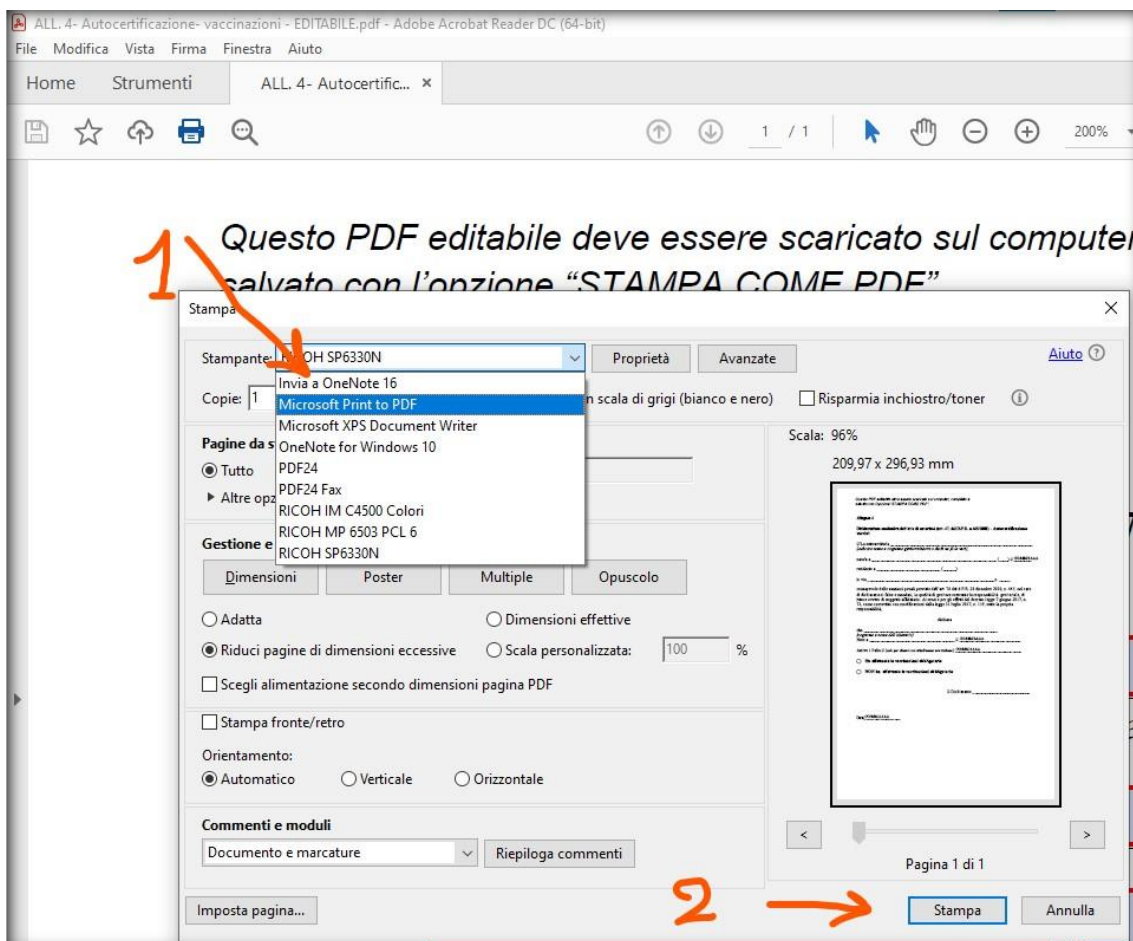 ALL. 4- Autocertificazione- vaccinazioni - EDITABILE.pdf - Adobe Acrobat Reader DC (64-bit)
File Modifica Vista Firma Finestra Aiuto
Home Strumenti ALL. 4- Autocertific... ×
1 / 1 200%
Questo PDF editabile deve essere scaricato sul computer
salvato con l'opzione “STAMPA COME PDF”
1
Stampa
Stampante: RICOH SP6330N Proprietà Avanzate Aiuto
Invia a OneNote 16
Copie: 1 Microsoft Print to PDF n scala di grigi (bianco e nero) Risparmia inchiostro/toner
Microsoft XPS Document Writer
Pagine da s OneNote for Windows 10
Tutto PDF24
Altre opz PDF24 Fax
RICOH IM C4500 Colori
RICOH MP 6503 PCL 6
Gestione e RICOH SP6330N
Scala: 96%
209,97 x 296,93 mm
Dimensioni Poster Multiple Opuscolo
Adatta Dimensioni effettive
Riduci pagine di dimensioni eccessive Scala personalizzata: 100 %
Scegli alimentazione secondo dimensioni pagina PDF
Stampa fronte/retro
Orientamento:
Automatico Verticale Orizzontale
Commenti e moduli
Documento e marcature Riepiloga commenti
< >
Pagina 1 di 1
2
Imposta pagina... Stampa Annulla